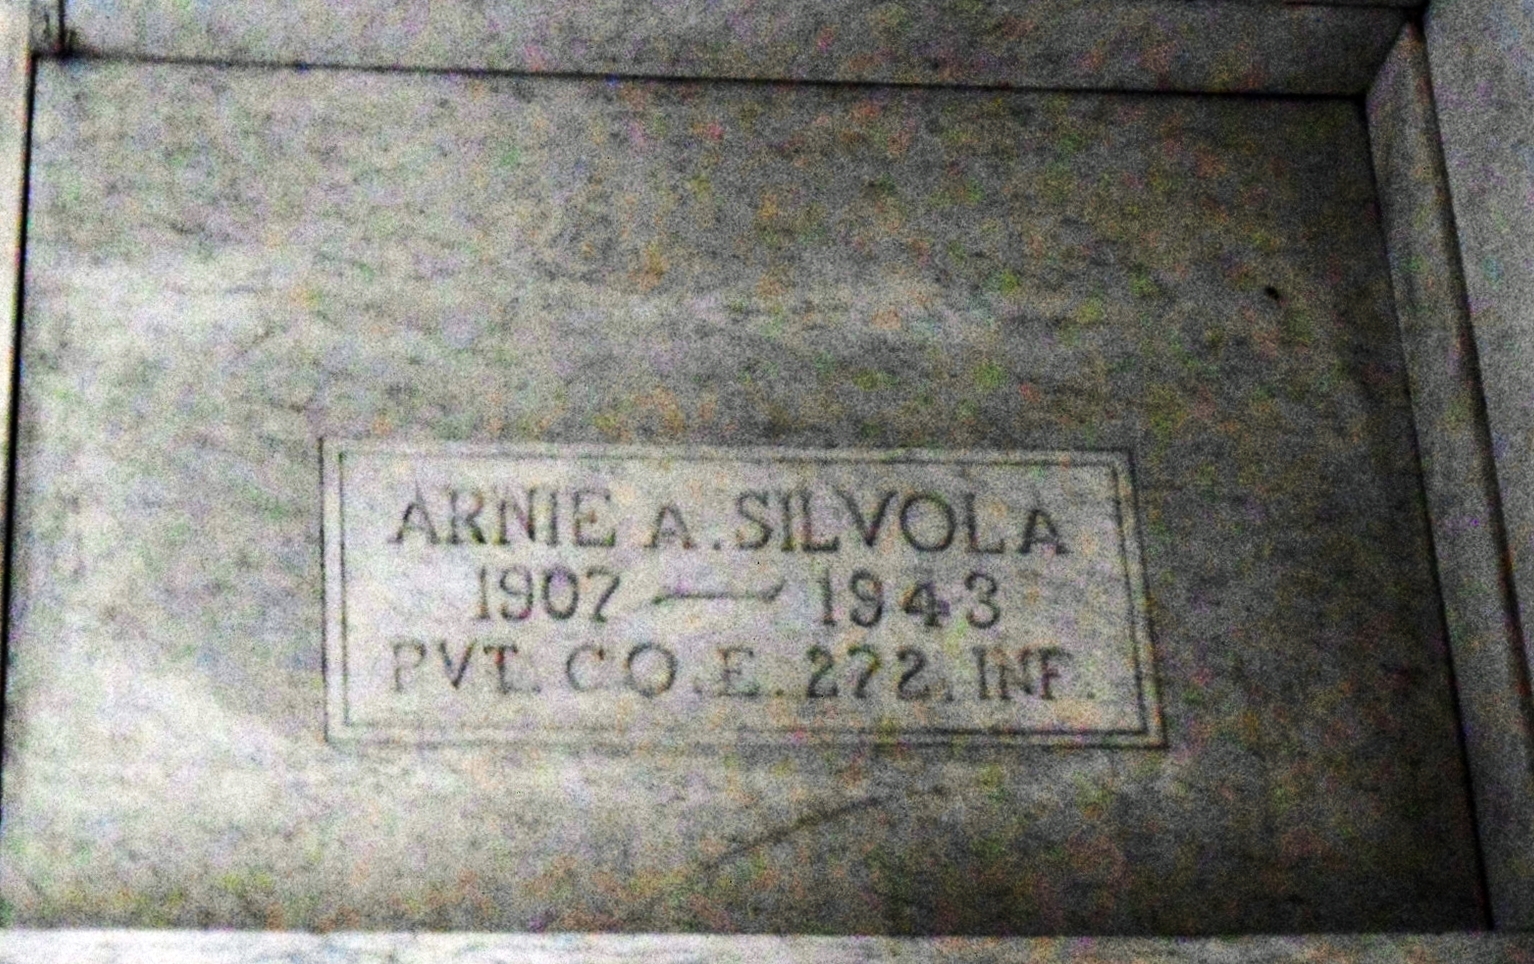 ARNIE A. SILVOLA
1907 — 1943
PVT. CO. E. 272. INF.